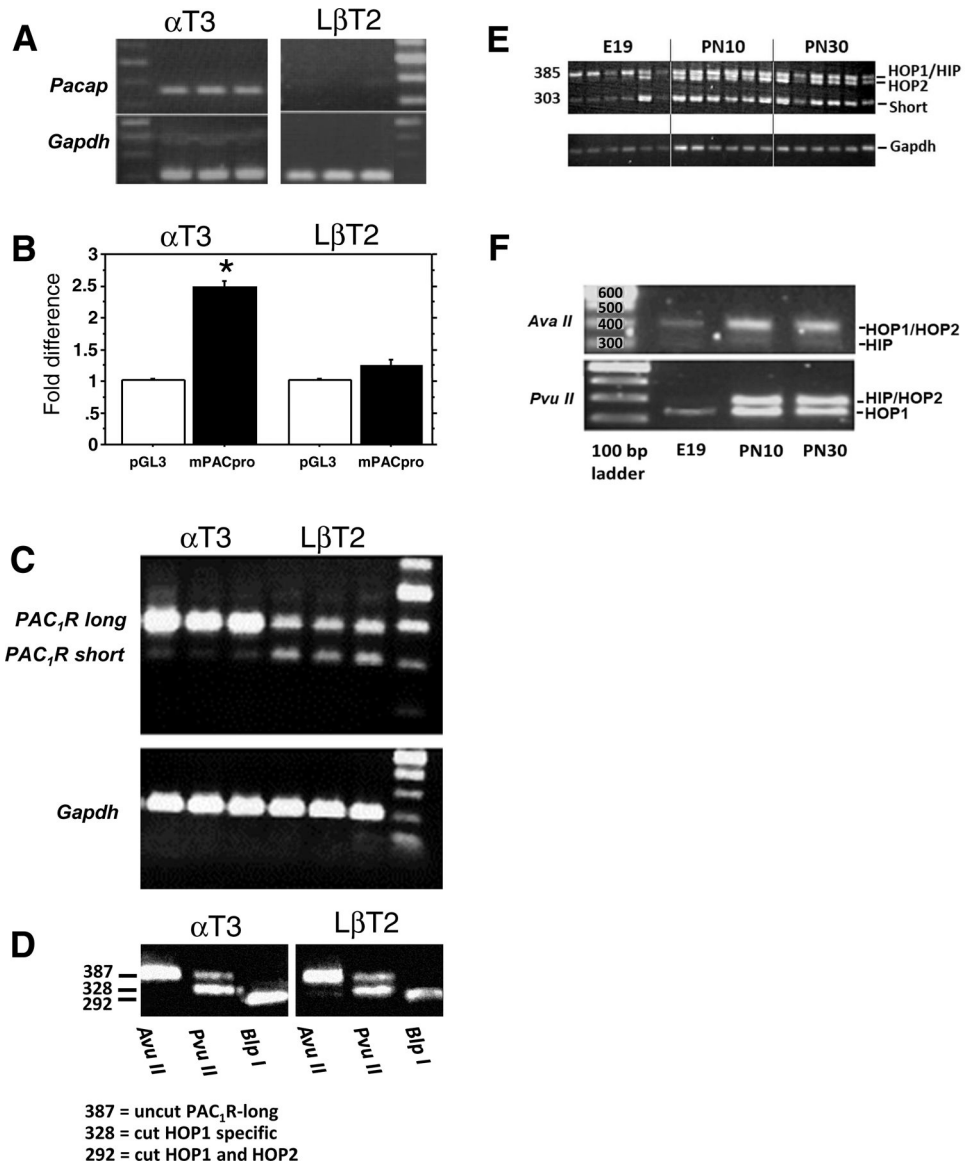 A
αT3 LβT2
Pacap
Gapdh
B
αT3 LβT2
Fold difference
3
2.5
2
1.5
1
.5
0
*
pGL3 mPACpro pGL3 mPACpro
C
αT3 LβT2
PAC1R long
PAC1R short
Gapdh
D
αT3 LβT2
387
328
292
Avu II Pvu II Blp I Avu II Pvu II Blp I
387 = uncut PAC1R-long
328 = cut HOP1 specific
292 = cut HOP1 and HOP2
E
E19 PN10 PN30
385
303
HOP1/HIP
HOP2
Short
Gapdh
F
Ava II
600
500
400
300
HOP1/HOP2
HIP
Pvu II
HIP/HOP2
HOP1
100 bp
ladder
E19 PN10 PN30